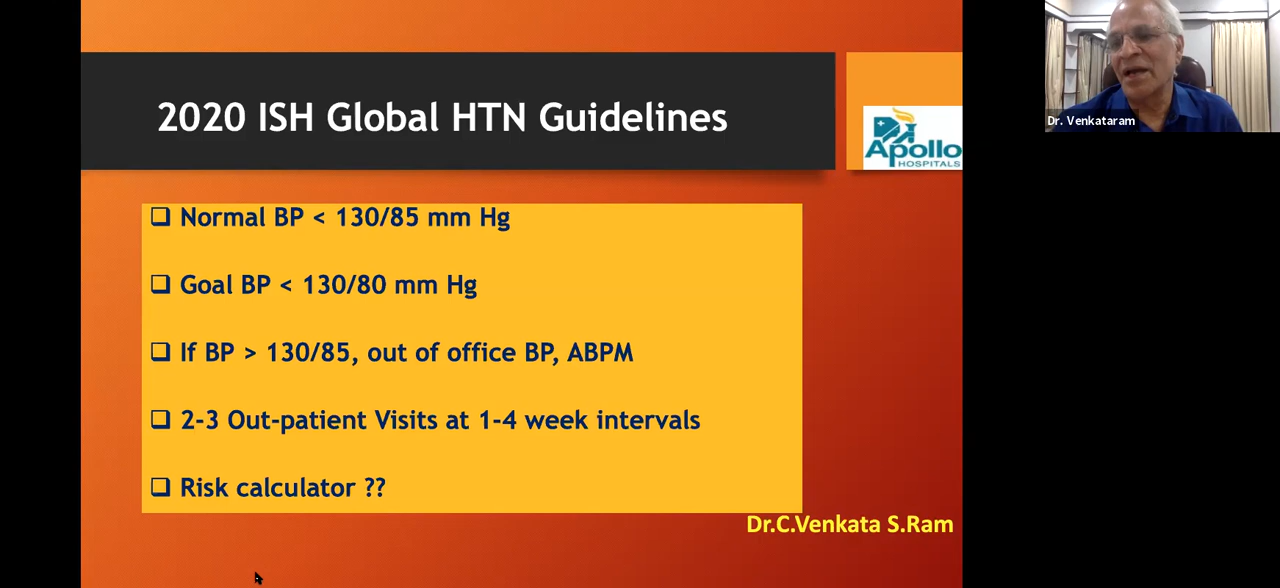 2020 ISH Global HTN Guidelines
Apollo
HOSPITALS
Dr. Venkataram
❑ Normal BP < 130/85 mm Hg
❑ Goal BP < 130/80 mm Hg
❑ If BP > 130/85, out of office BP, ABPM
❑ 2-3 Out-patient Visits at 1-4 week intervals
❑ Risk calculator ??
Dr.C.Venkata S.Ram